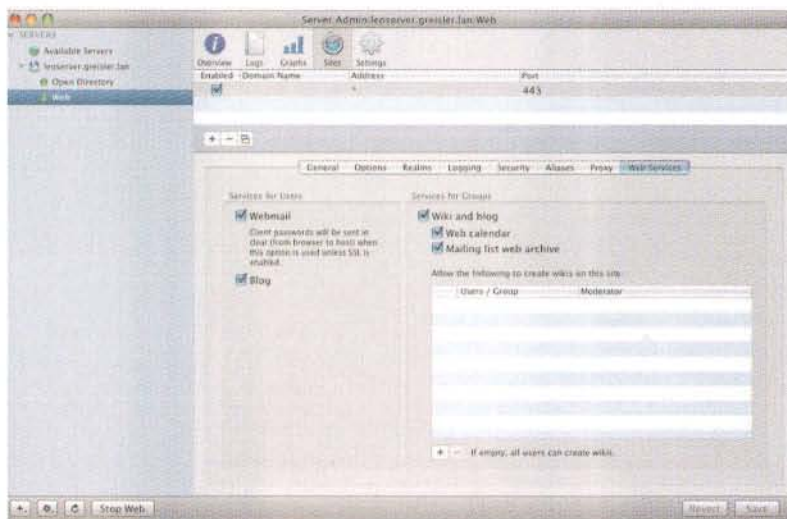 Server Admin:lenserver.greisler.lan:Web
SERVERS
Available Servers
lenserver.greisler.lan
Open Directory
Web
Overview Logs Graphs Sites Settings
Enabled Domain Name Address Port
* 443
General Options Realms Logging Security Aliases Proxy Web Services
Services for Users
Webmail
Client passwords will be sent in
clear (from browser to host) when
this option is used unless SSL is
enabled.
Blog
Services for Groups
Wiki and blog
Web calendar
Mailing list web archive
Allow the following to create wikis on this site
Users / Group Moderator
If empty, all users can create wikis.
Stop Web
Revert Save